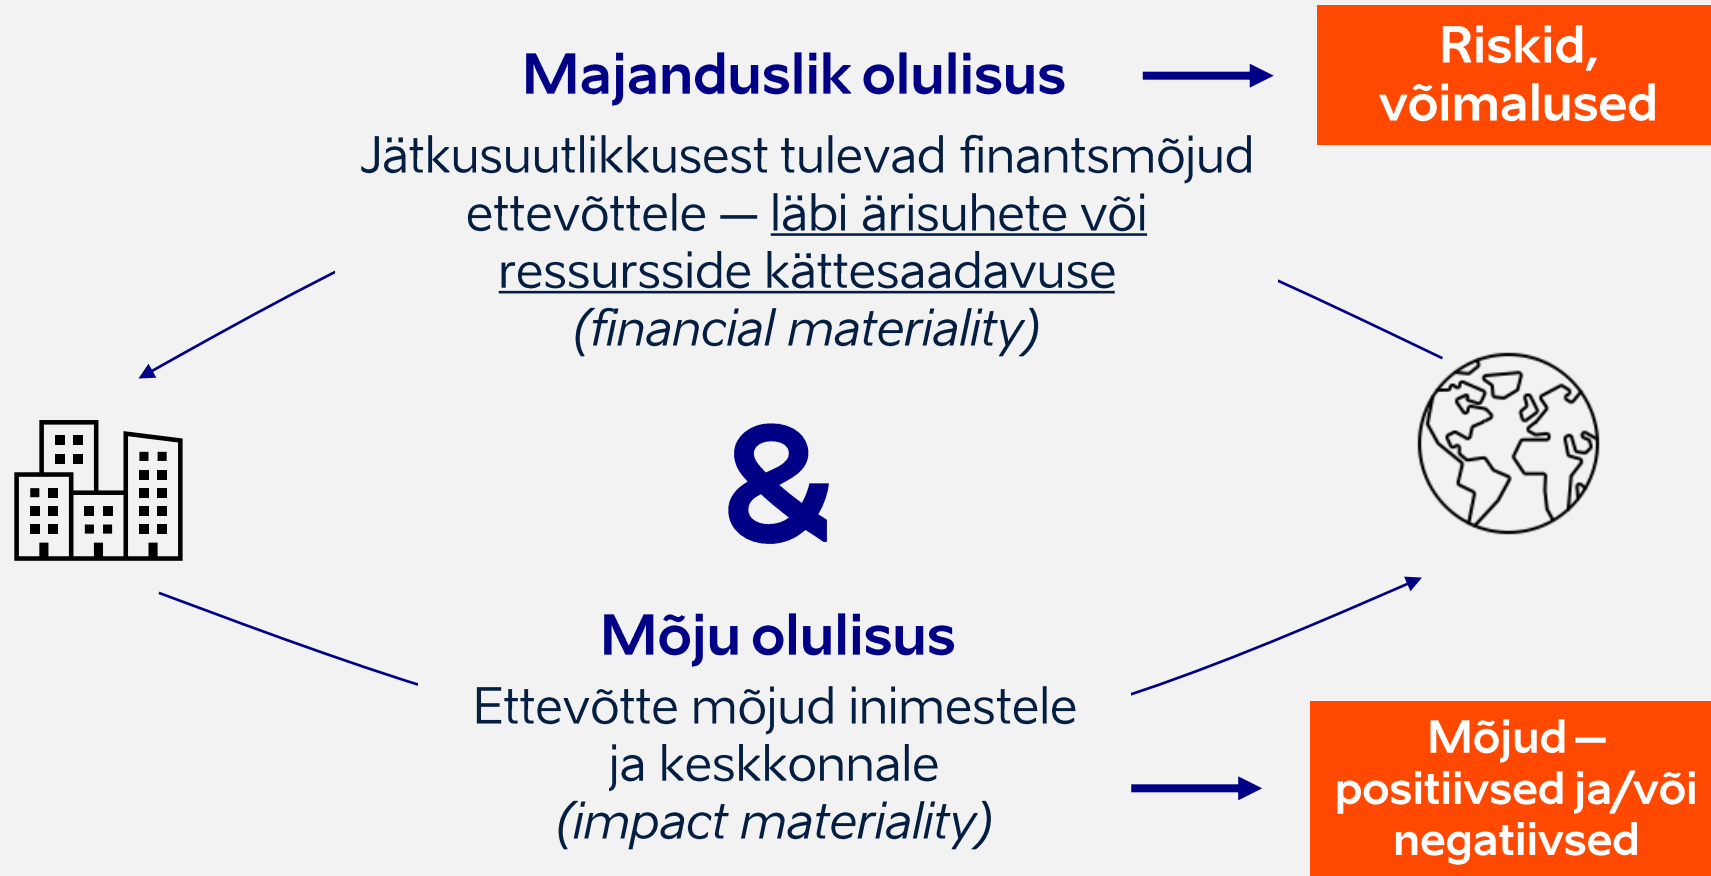 Majanduslik olulisus
Riskid,
võimalused
Jätkusuutlikkusest tulevad finantsmõjud
ettevõttele – läbi ärisuhete või
ressursside kättesaadavuse
(financial materiality)
&
Mõju olulisus
Ettevõtte mõjud inimestele
ja keskkonnale
(impact materiality)
Mõjud –
positiivsed ja/või
negatiivsed